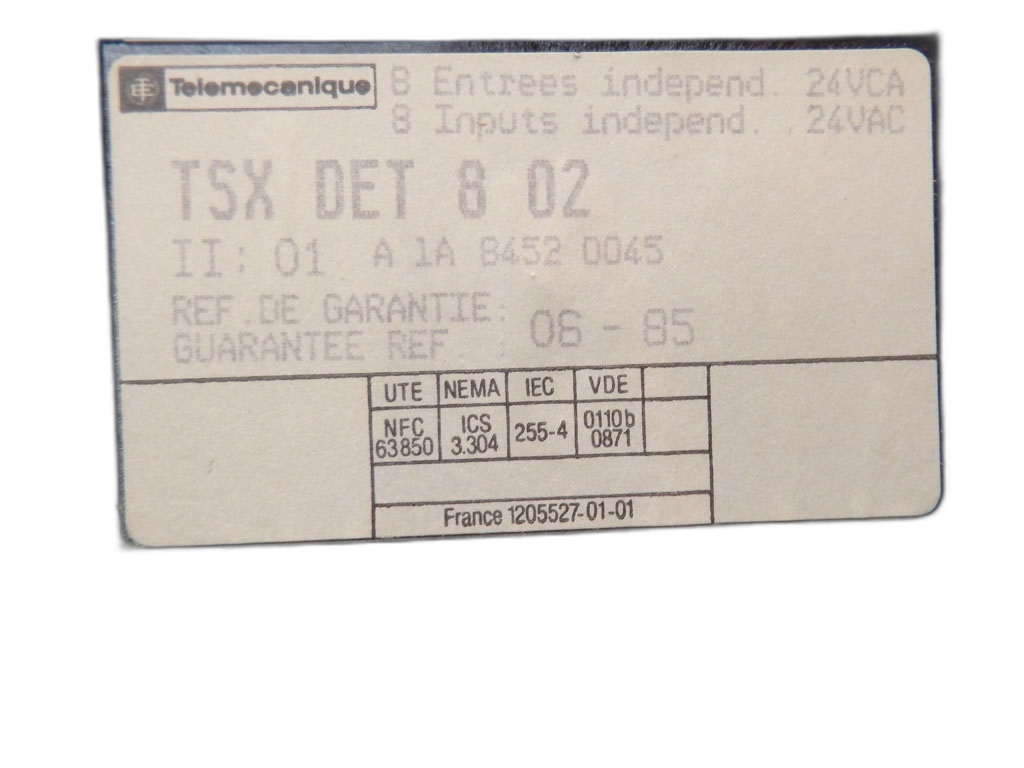 Telemecanique
8 Entrees independ. 24VCA
8 Inputs independ. 24VAC
TSX DET 8 02
II: 01 A 1A 8452 0045
REF.DE GARANTIE:
GUARANTEE REF : 06 - 85
UTE NEMA IEC VDE
NFC 63850 ICS 3.304 255-4 0110b 0871
France 1205527-01-01